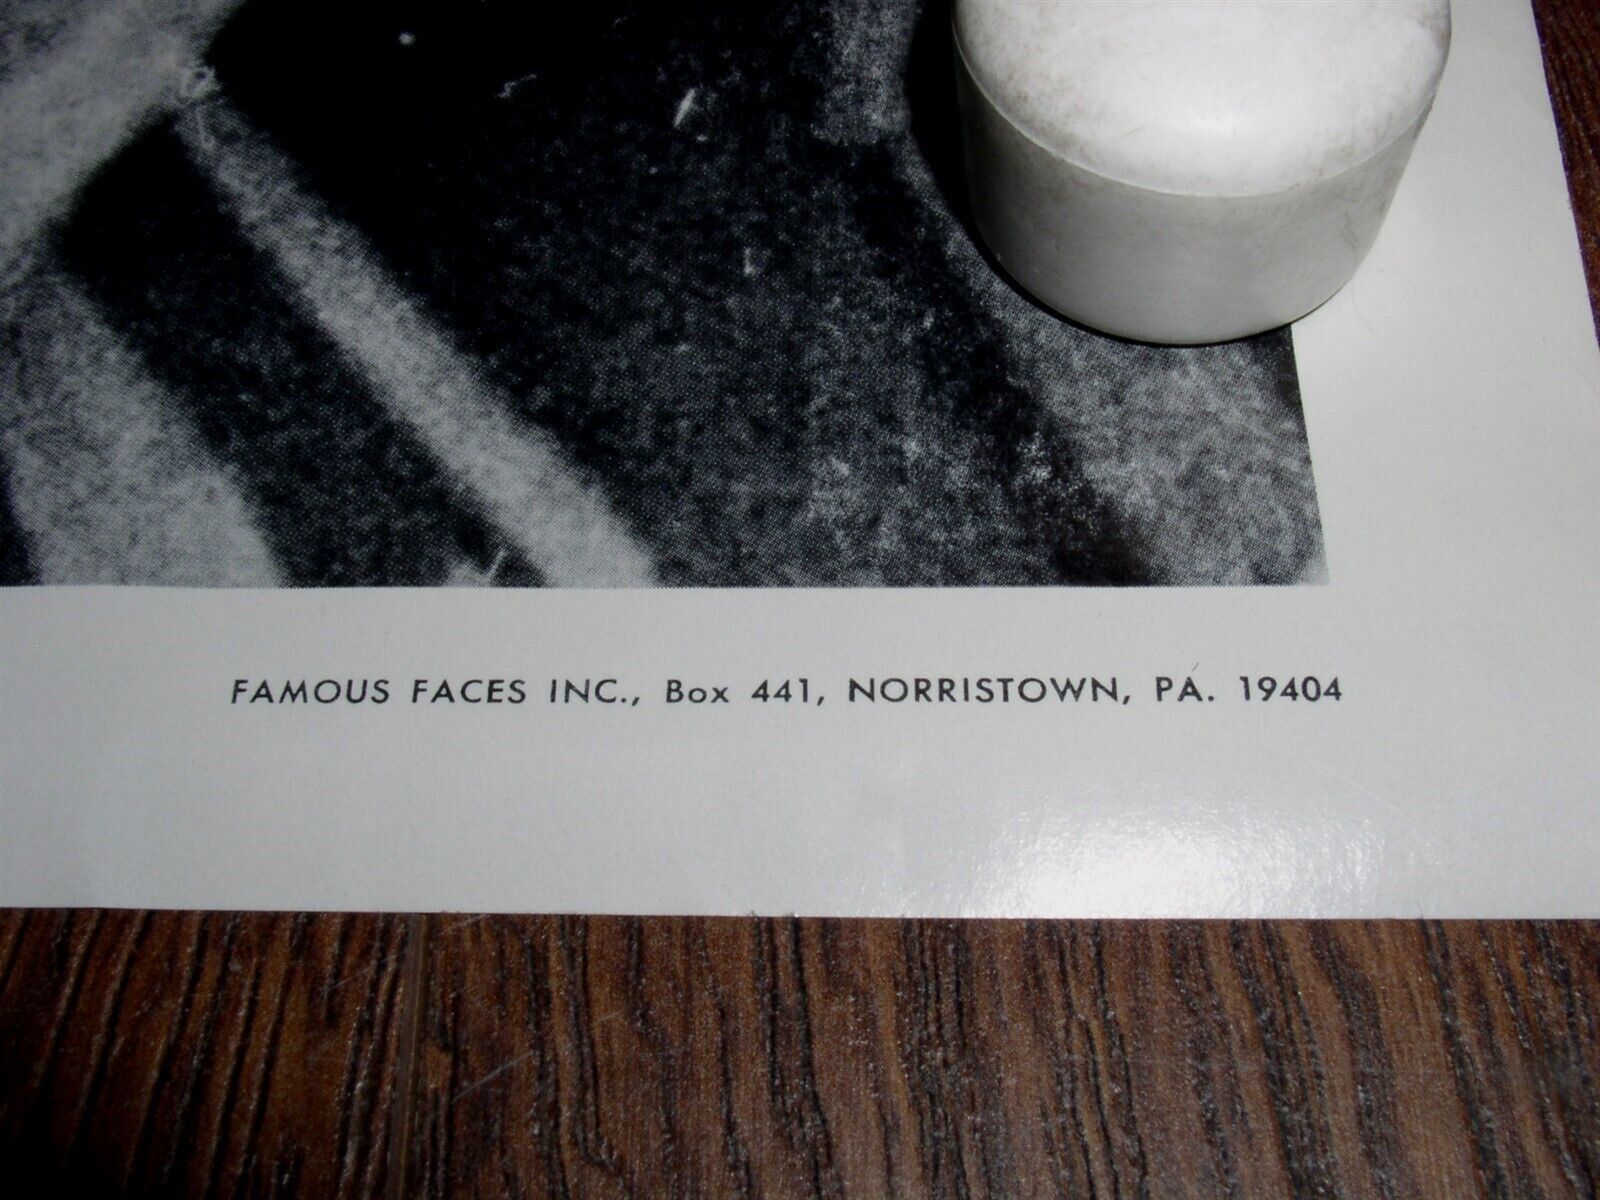 FAMOUS FACES INC., Box 441, NORRISTOWN, PA. 19404